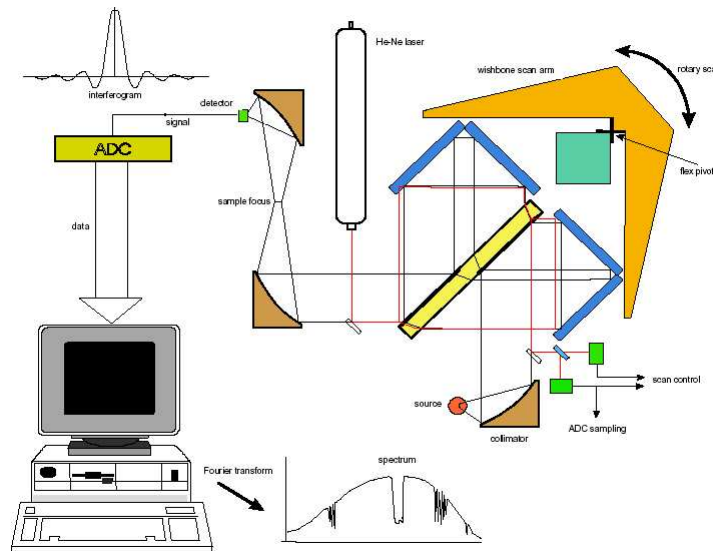 He-Ne laser
wishbone scan arm
rotary sca
interferogram
detector
signal
ADC
flex pivot
sample focus
data
source
scan control
ADC sampling
collimator
Fourier transform
spectrum